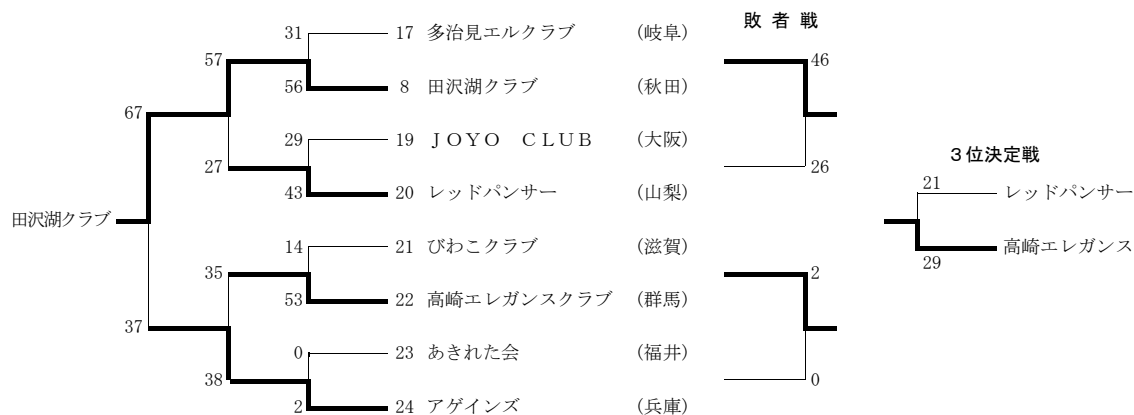 敗 者 戦
31 17 多治見エルクラブ (岐阜)
57 46
56 8 田沢湖クラブ (秋田)
67
29 19 ＪＯＹＯ　ＣＬＵＢ (大阪)
27 26
３位決定戦
43 20 レッドパンサー (山梨)
21 レッドパンサー
田沢湖クラブ
14 21 びわこクラブ (滋賀)
高崎エレガンス
29
35 2
53 22 高崎エレガンスクラブ (群馬)
37
0 23 あきれた会 (福井)
38 0
2 24 アゲインズ (兵庫)